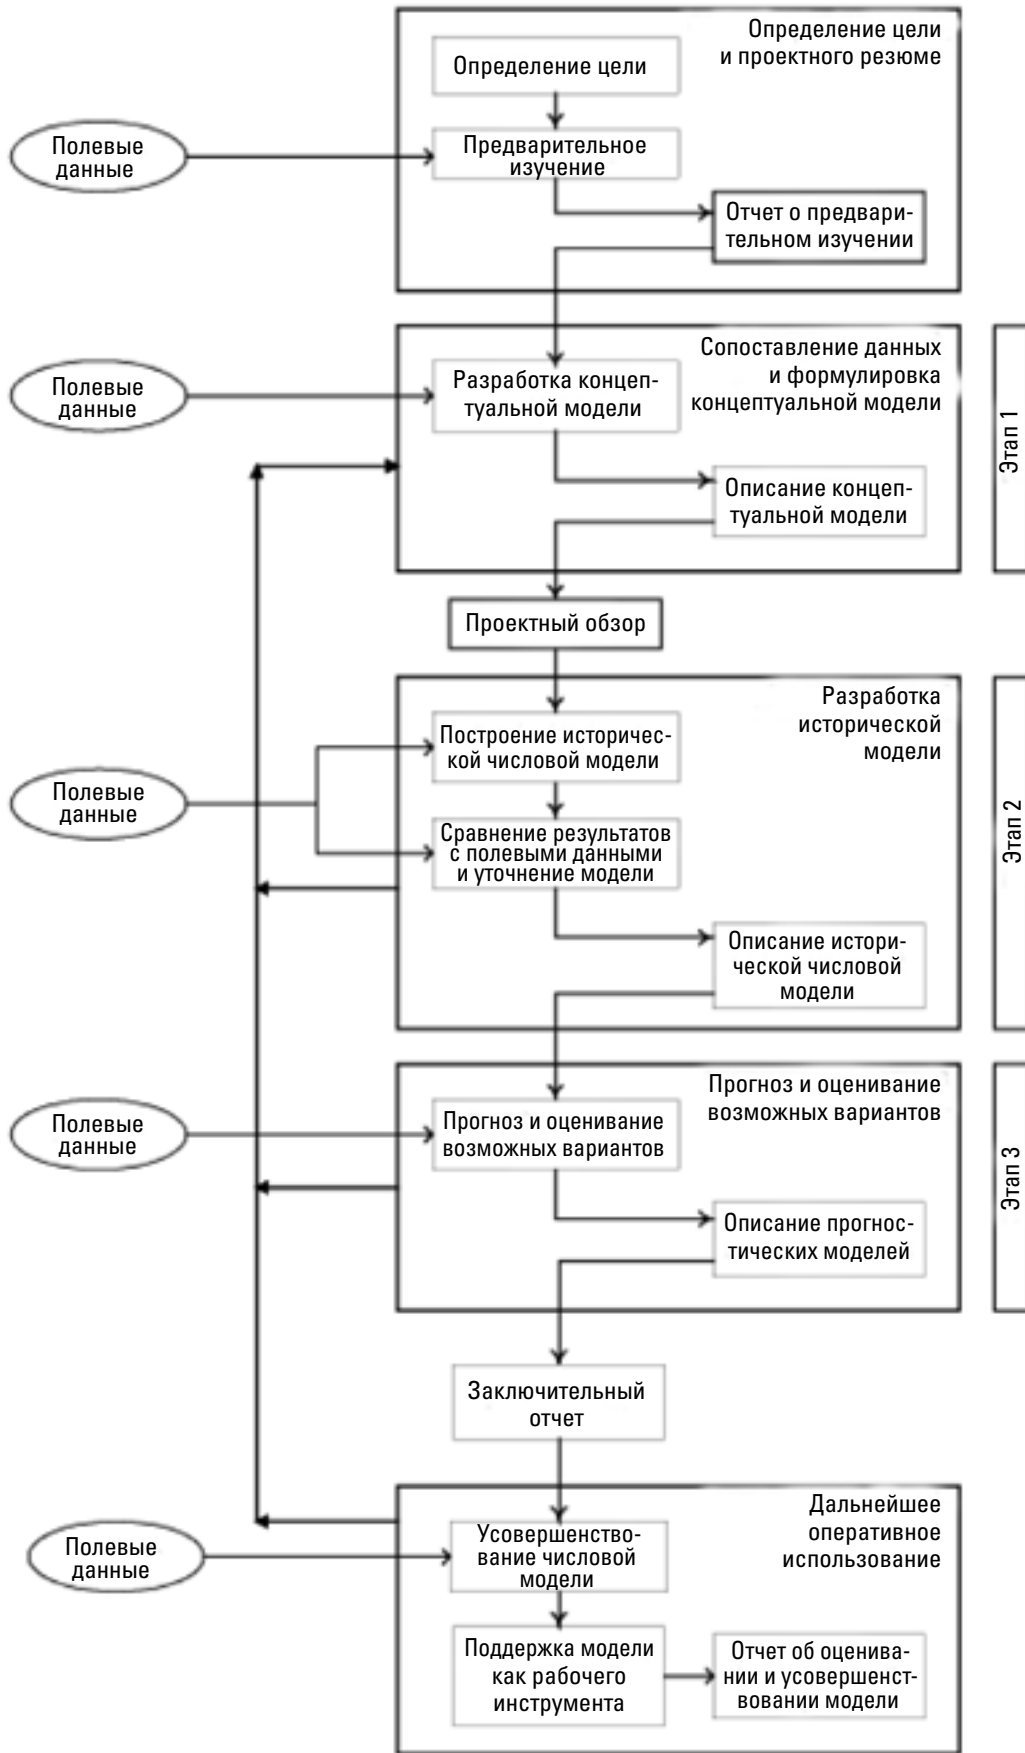 Определение цели
и проектного резюме
Определение цели
Полевые
данные
Предварительное
изучение
Отчет о предвари-
тельном изучении
Сопоставление данных
и формулировка
концептуальной модели
Этап 1
Полевые
данные
Разработка концеп-
туальной модели
Описание концеп-
туальной модели
Проектный обзор
Разработка
исторической
модели
Этап 2
Построение историчес-
кой числовой модели
Полевые
данные
Сравнение результатов
с полевыми данными
и уточнение модели
Описание истори-
ческой числовой
модели
Прогноз и оценивание
возможных вариантов
Этап 3
Полевые
данные
Прогноз и оценивание
возможных вариантов
Описание прогнос-
тических моделей
Заключительный
отчет
Дальнейшее
оперативное
использование
Полевые
данные
Усовершенство-
вание числовой
модели
Поддержка модели
как рабочего
инструмента
Отчет об оценива-
нии и усовершенст-
вовании модели